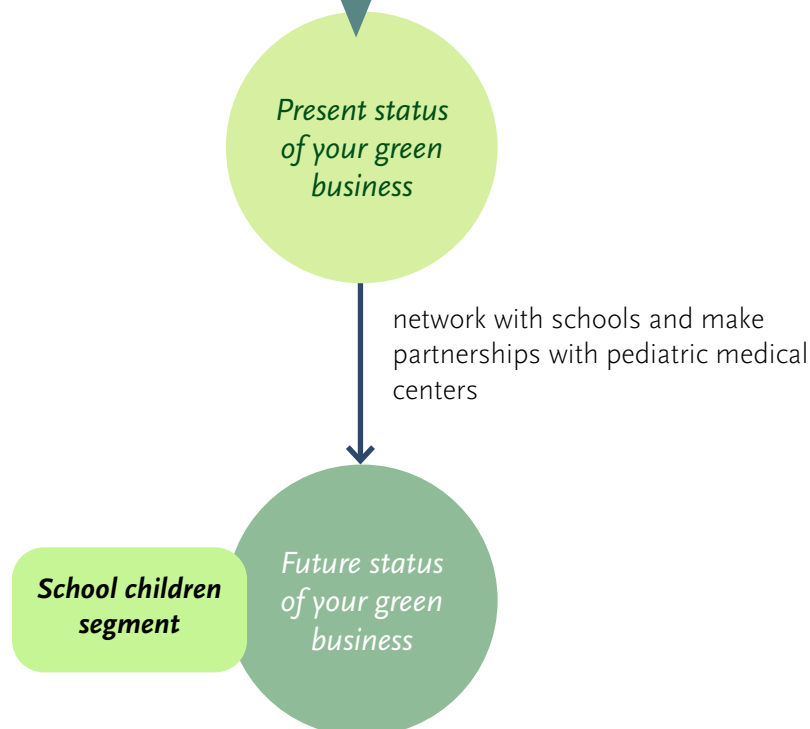 Present status
of your green
business
network with schools and make
partnerships with pediatric medical
centers
School children
segment
Future status
of your green
business